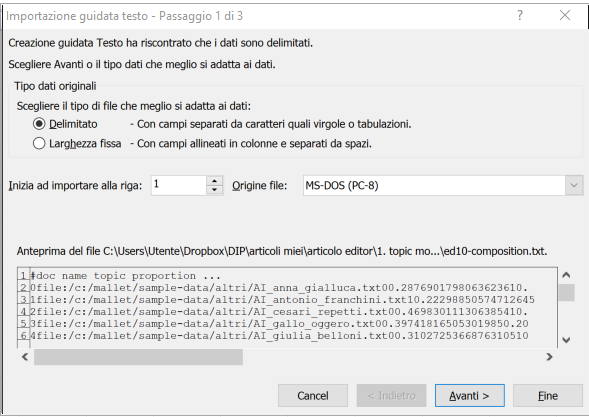 Importazione guidata testo - Passaggio 1 di 3
Creazione guidata Testo ha riscontrato che i dati sono delimitati.
Scegliere Avanti o il tipo dati che meglio si adatta ai dati.
Tipo dati originali
Scegliere il tipo di file che meglio si adatta ai dati:
Delimitato - Con campi separati da caratteri quali virgole o tabulazioni.
Larghezza fissa - Con campi allineati in colonne e separati da spazi.
Inizia ad importare alla riga: 1 Origine file: MS-DOS (PC-8)
Anteprima del file C:\Users\Utente\Dropbox\DIP\articoli miei\articolo editor\1. topic mo...\ed10-composition.txt.
1 #doc name topic proportion ...
2 0file:/c:/mallet/sample-data/altri/AI_anna_gialluca.txt00.2876901798063623610.
3 1file:/c:/mallet/sample-data/altri/AI_antonio_franchini.txt10.22298850574712645
4 2file:/c:/mallet/sample-data/altri/AI_cesari_repetti.txt00.469830111306385410.
5 3file:/c:/mallet/sample-data/altri/AI_gallo_oggero.txt00.397418165053019850.20
6 4file:/c:/mallet/sample-data/altri/AI_giulia_belloni.txt00.3102725366876310510
Cancel < Indietro Avanti > Fine